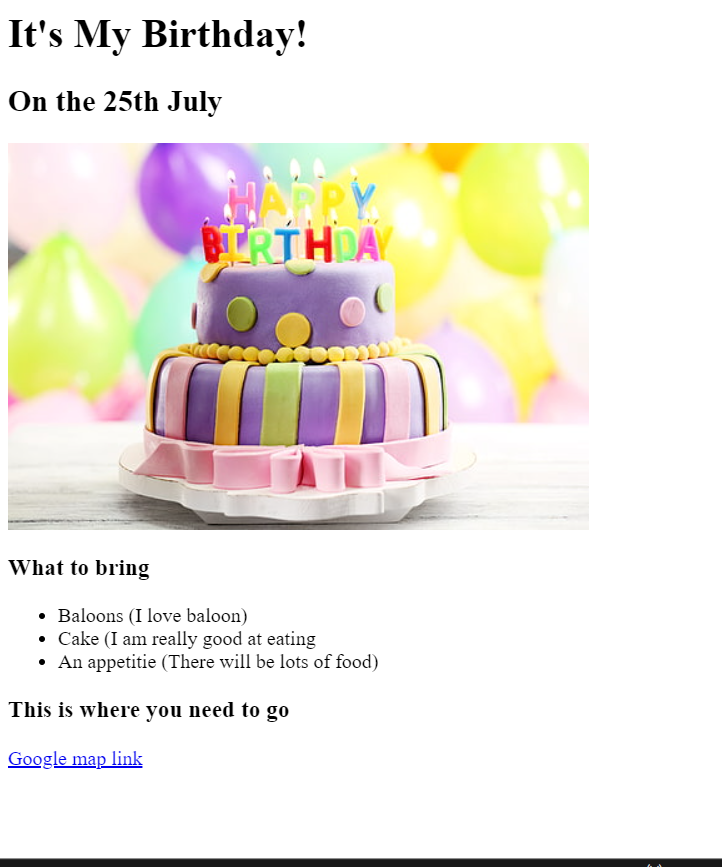 It's My Birthday!
On the 25th July
HAPPY
BIRTHDAY
What to bring
Baloons (I love baloon)
Cake (I am really good at eating
An appetitie (There will be lots of food)
This is where you need to go
Google map link